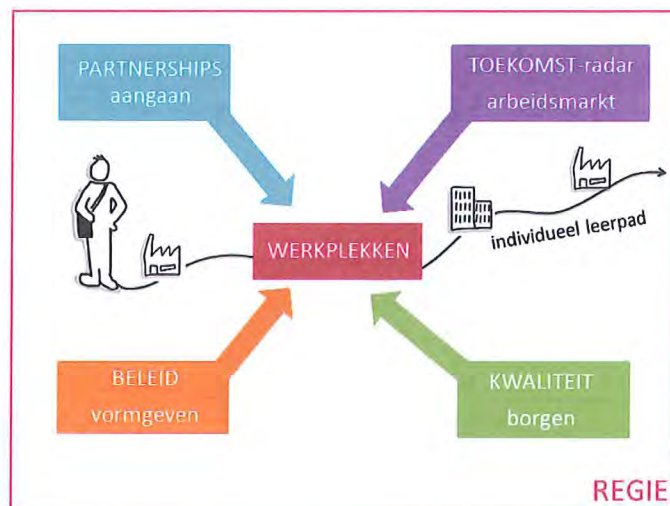 PARTNERSHIPS
aangaan
TOEKOMST-radar
arbeidsmarkt
WERKPLEKKEN
individueel leerpad
BELEID
vormgeven
KWALITEIT
borgen
REGIE